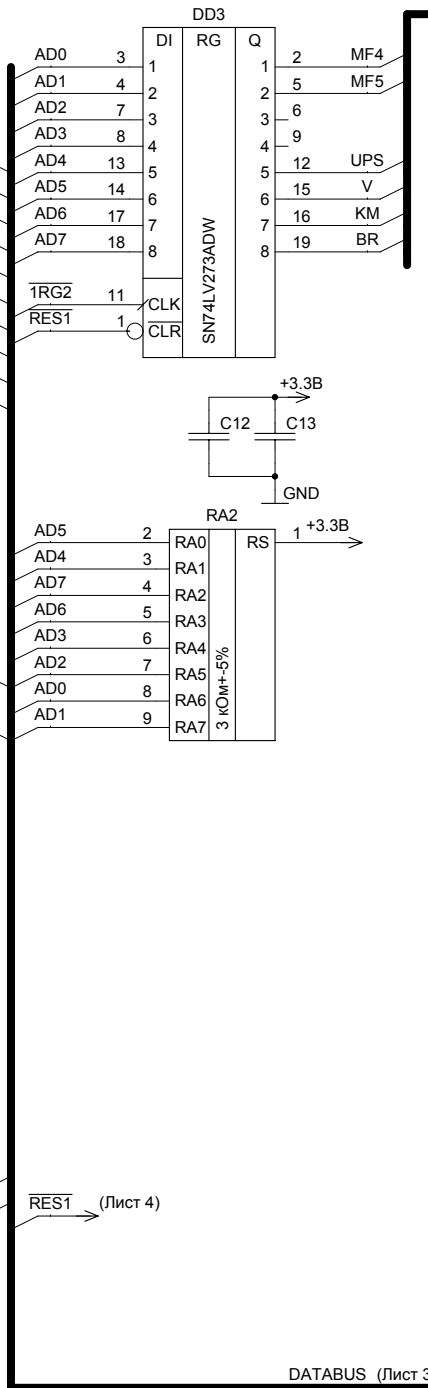 DD3
DI RG Q
AD0 3 1 1 2 MF4
AD1 4 2 2 5 MF5
AD2 7 3 3 6
AD3 8 4 4 9
AD4 13 5 5 12 UPS
AD5 14 6 6 15 V
AD6 17 7 7 16 KM
AD7 18 8 8 19 BR
1RG2 11 CLK
RES1 1 CLR
SN74LV273ADW
+3.3В
C12 C13
GND
RA2
AD5 2 RA0 RS 1 +3.3В
AD4 3 RA1
AD7 4 RA2
AD6 5 RA3
AD3 6 RA4
AD2 7 RA5
AD0 8 RA6
AD1 9 RA7
3 кОм+-5%
RES1 (Лист 4)
DATABUS (Лист 3